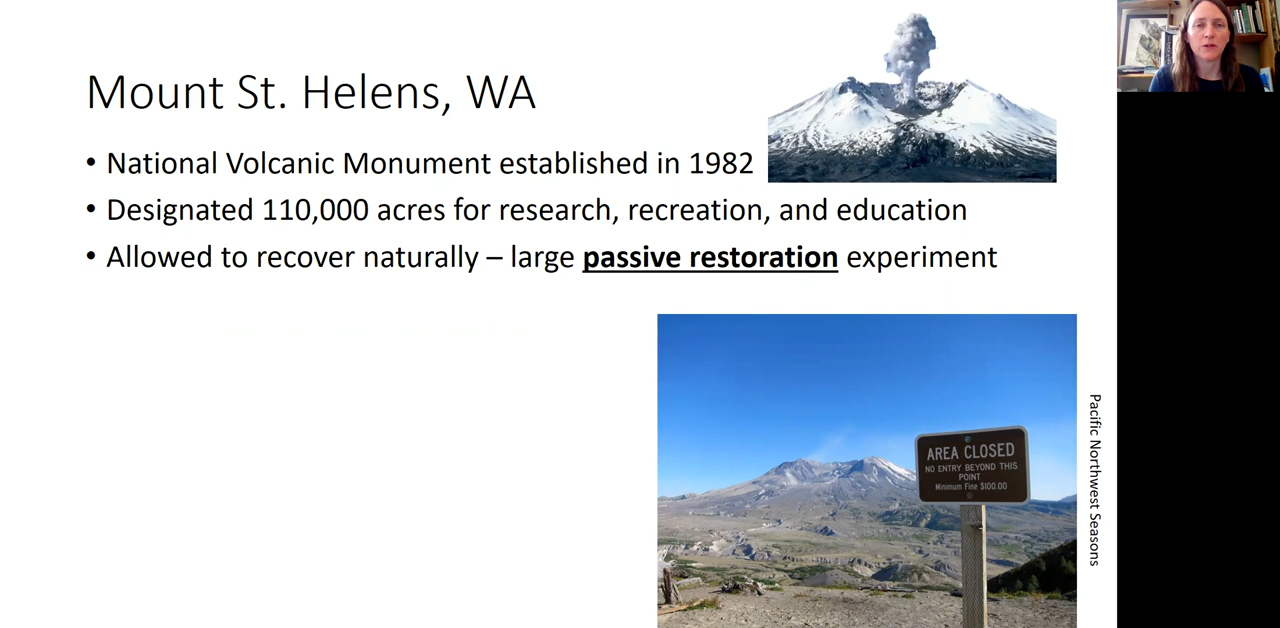 Mount St. Helens, WA
• National Volcanic Monument established in 1982
• Designated 110,000 acres for research, recreation, and education
• Allowed to recover naturally – large passive restoration experiment
AREA CLOSED
NO ENTRY BEYOND THIS
POINT
Minimum Fine $100.00
Pacific Northwest Seasons